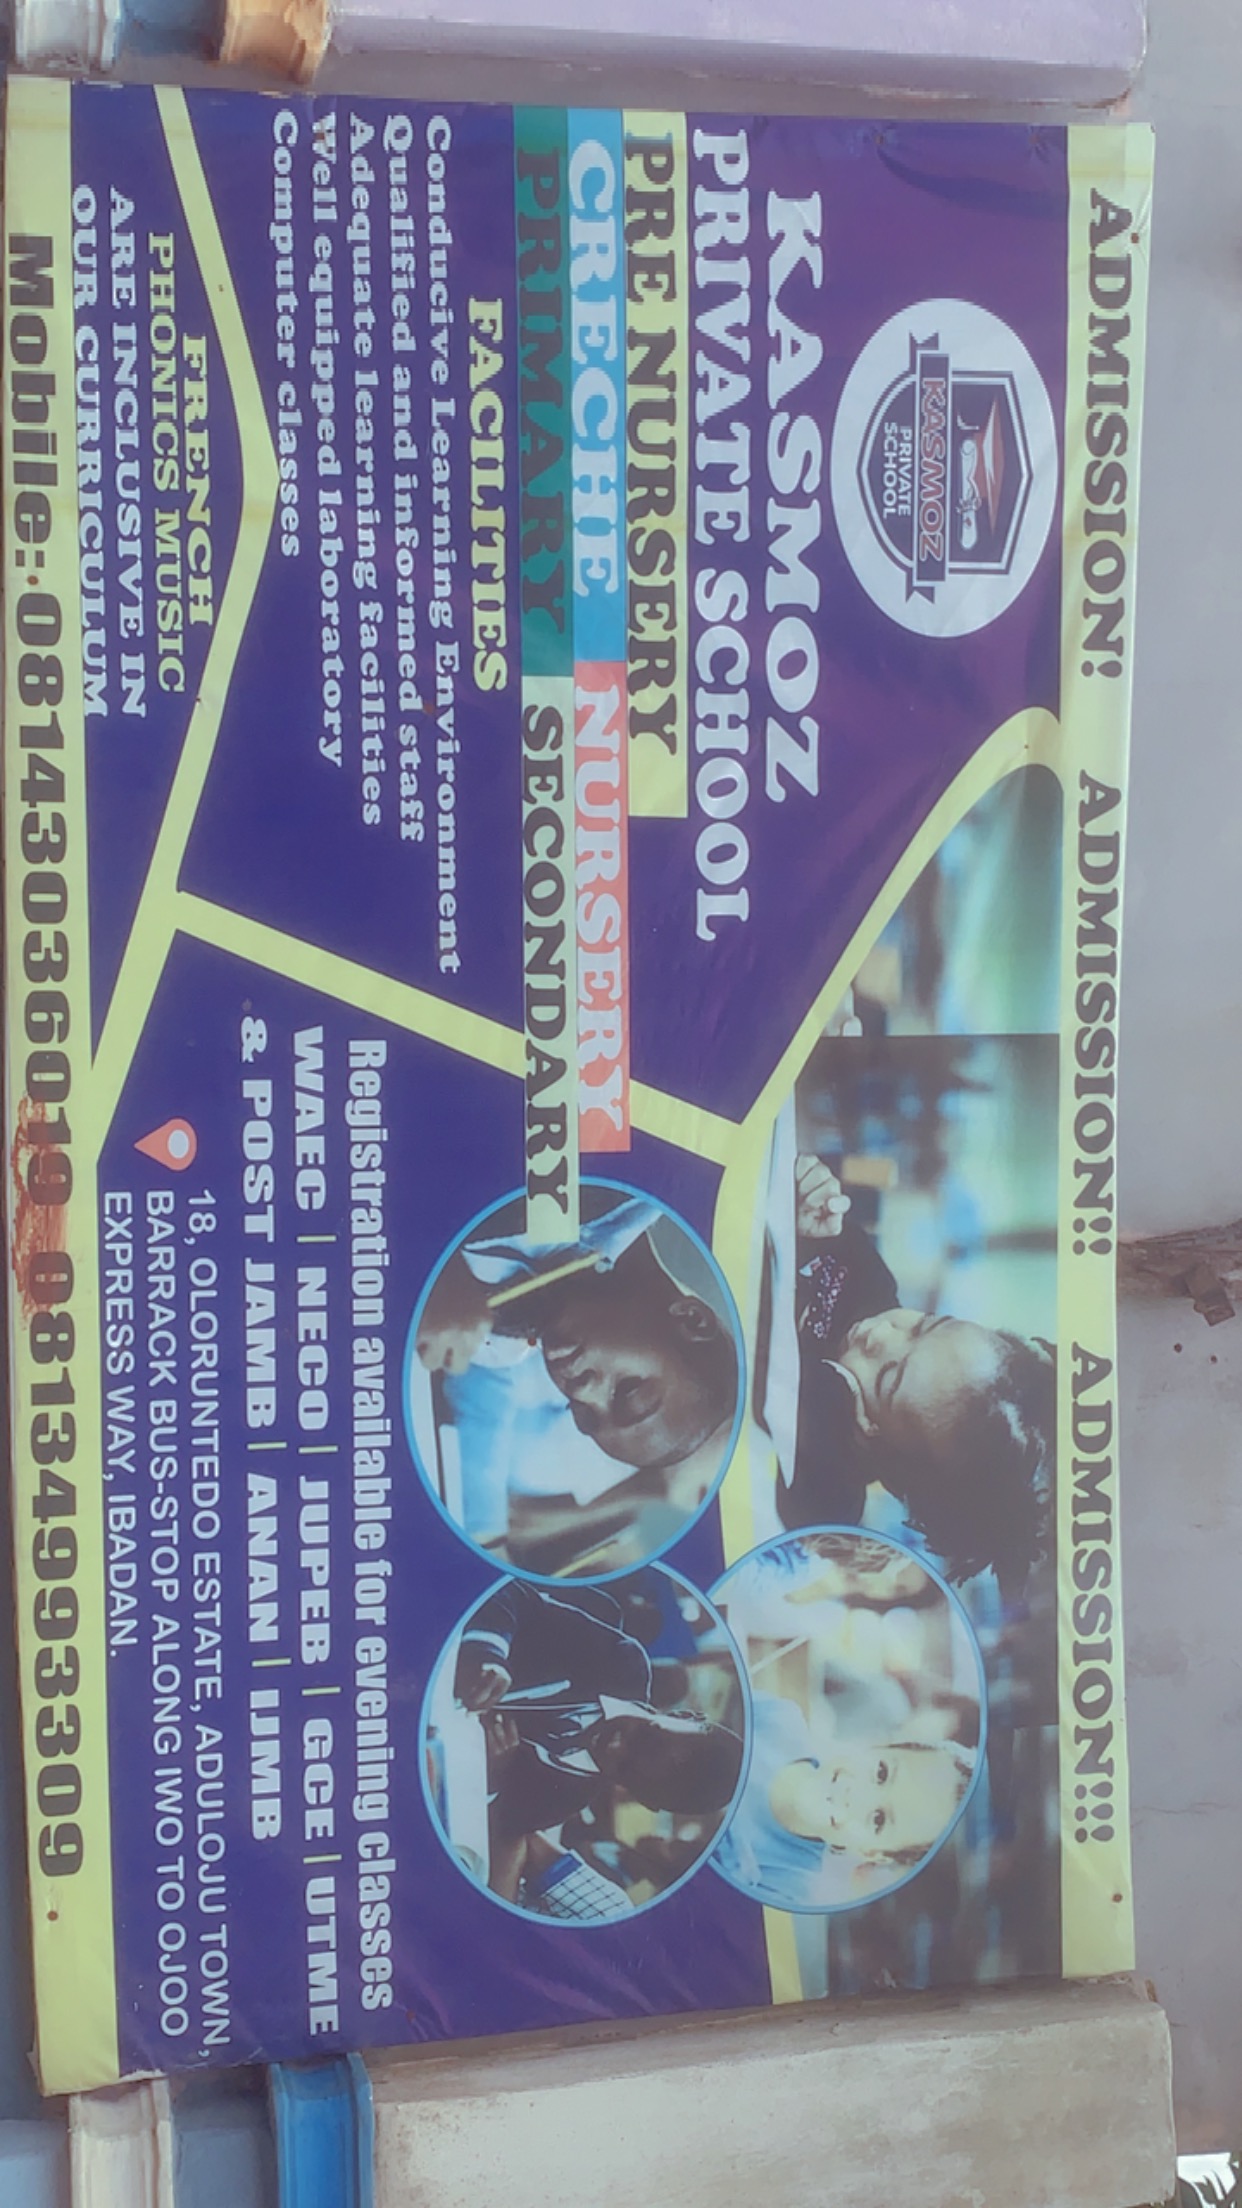 ADMISSION! ADMISSION!! ADMISSION!!!
KASMOZ
PRIVATE
SCHOOL
KASMOZ
PRIVATE SCHOOL
PRE NURSERY
CRECHE NURSERY
PRIMARY SECONDARY
FACILITIES
Conducive Learning Environment
Qualified and informed staff
Adequate learning facilities
Well equipped laboratory
Computer classes
FRENCH
PHONICS MUSIC
ARE INCLUSIVE IN
OUR CURRICULUM
Registration available for evening classes
WAEC | NECO | JUPEB | GCE | UTME
& POST JAMB | ANAN | IJMB
18, OLORUNTEDO ESTATE, ADULOJU TOWN,
BARRACK BUS-STOP ALONG IWO TO OJOO
EXPRESS WAY, IBADAN.
Mobile: 08143036019 08134993309